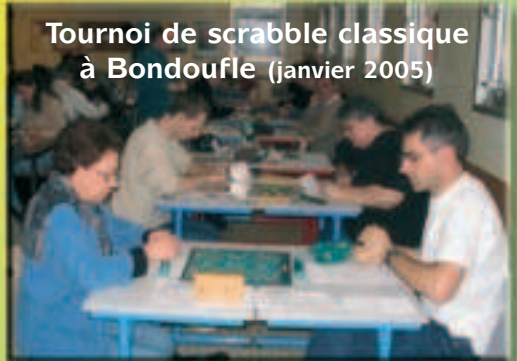 Tournoi de scrabble classique
à Bondoufle (janvier 2005)